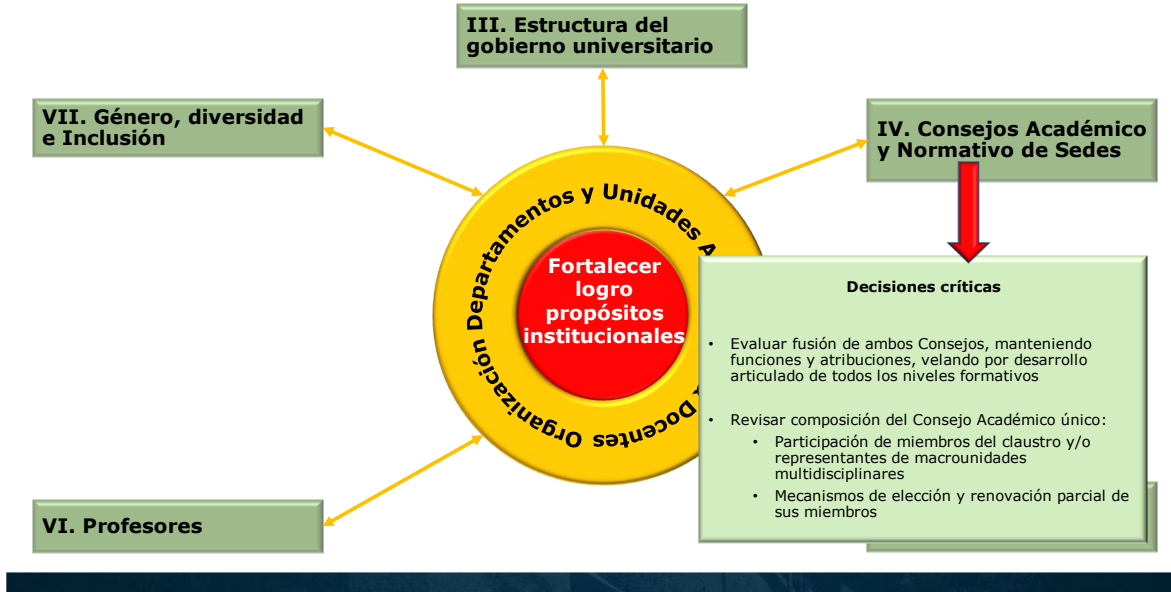 III. Estructura del
gobierno universitario
VII. Género, diversidad
e Inclusión
IV. Consejos Académico
y Normativo de Sedes
Organización Departamentos y Unidades
Docentes
Fortalecer
logro
propósitos
institucionales
Decisiones críticas
• Evaluar fusión de ambos Consejos, manteniendo
funciones y atribuciones, velando por desarrollo
articulado de todos los niveles formativos
• Revisar composición del Consejo Académico único:
• Participación de miembros del claustro y/o
representantes de macrounidades
multidisciplinares
• Mecanismos de elección y renovación parcial de
sus miembros
VI. Profesores